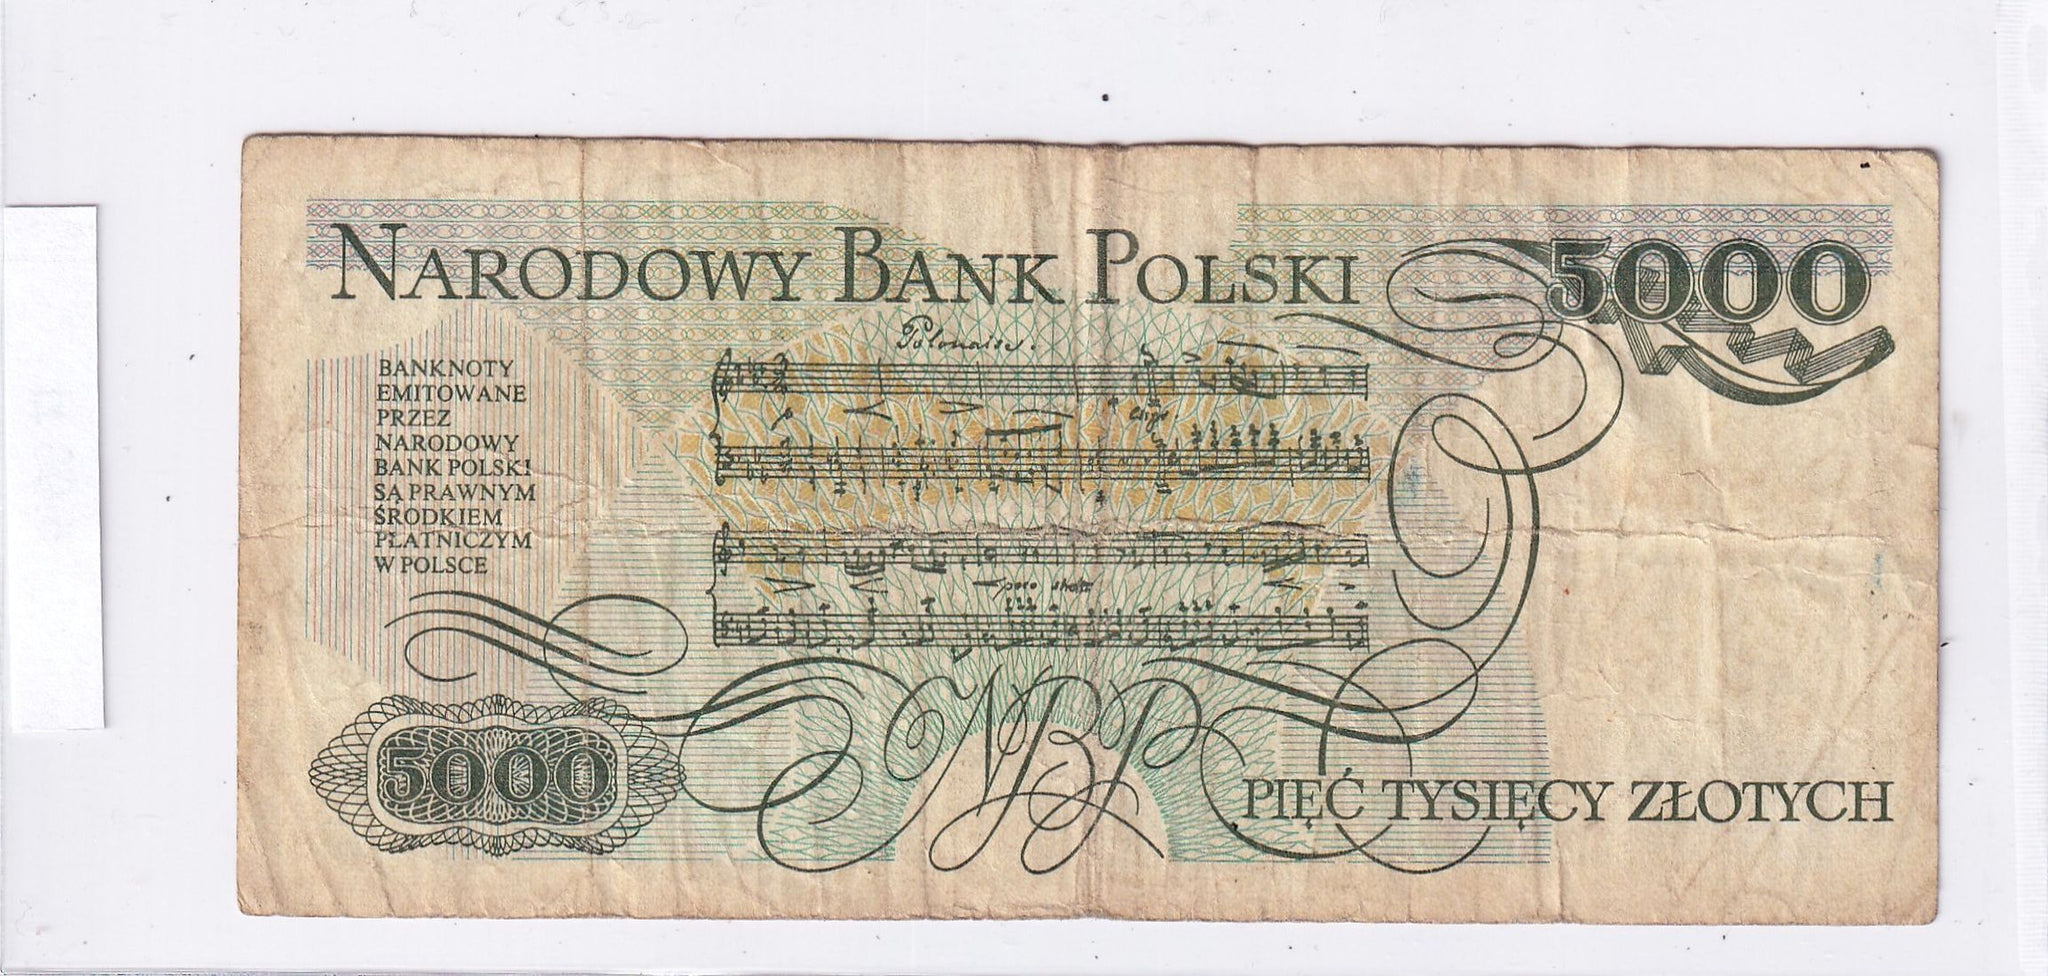 NARODOWY BANK POLSKI
5000
Polonaise.
BANKNOTY
EMITOWANE
PRZEZ
NARODOWY
BANK POLSKI
SĄ PRAWNYM
ŚRODKIEM
PŁATNICZYM
W POLSCE
poco
5000
NBP
PIĘĆ TYSIĘCY ZŁOTYCH